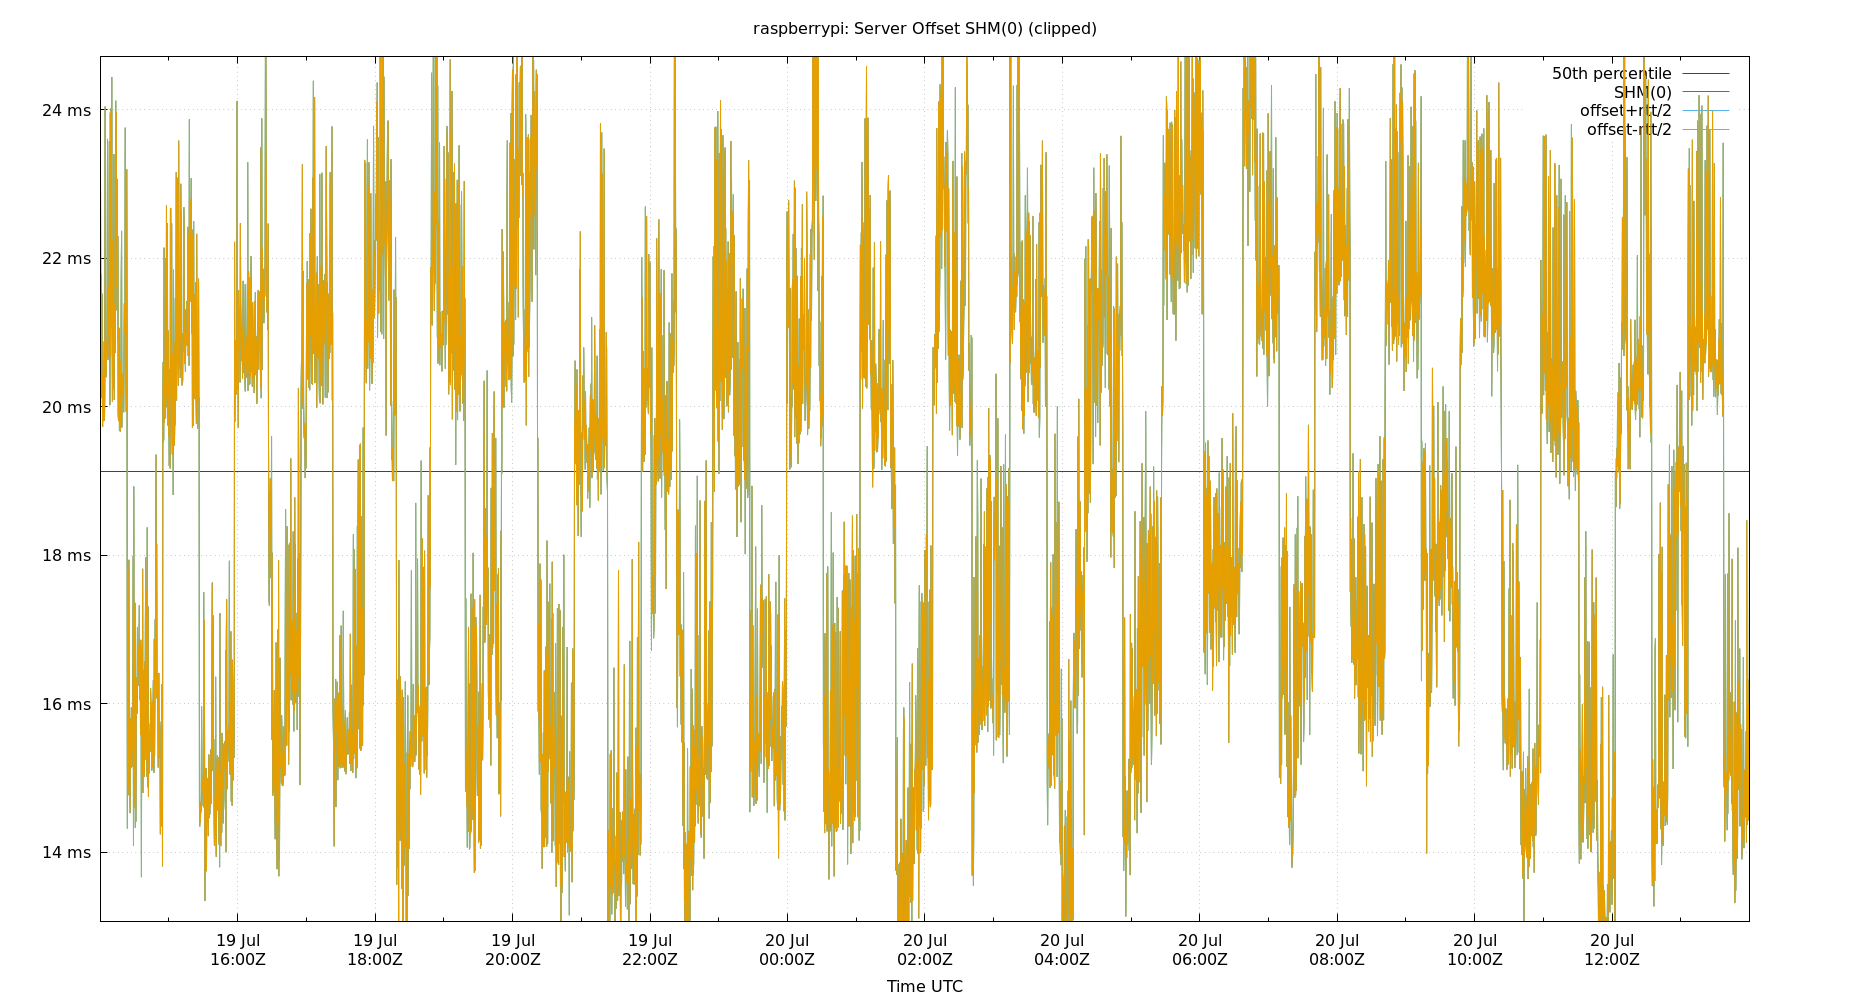 raspberrypi: Server Offset SHM(0) (clipped)
50th percentile
SHM(0)
offset+rtt/2
offset-rtt/2
24 ms
22 ms
20 ms
18 ms
16 ms
14 ms
19 Jul 19 Jul 19 Jul 19 Jul 20 Jul 20 Jul 20 Jul 20 Jul 20 Jul 20 Jul 20 Jul
16:00Z 18:00Z 20:00Z 22:00Z 00:00Z 02:00Z 04:00Z 06:00Z 08:00Z 10:00Z 12:00Z
Time UTC